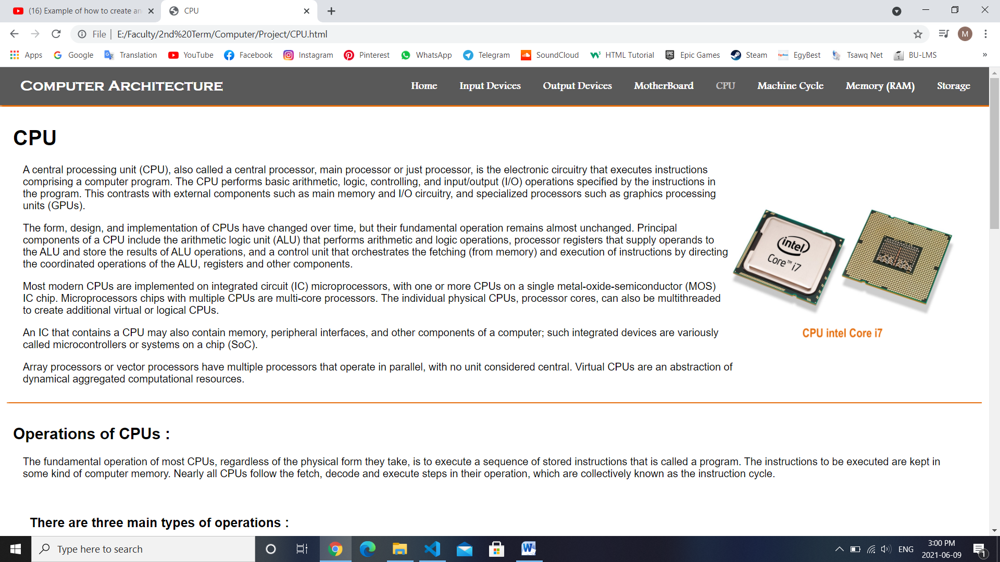 (16) Example of how to create an
CPU
File
E:/Faculty/2nd%20Term/Computer/Project/CPU.html
M
Apps
Google
Translation
YouTube
Facebook
Instagram
Pinterest
WhatsApp
Telegram
SoundCloud
HTML Tutorial
Epic Games
Steam
EgyBest
Tsawq Net
BU-LMS
»
Computer Architecture
Home
Input Devices
Output Devices
MotherBoard
CPU
Machine Cycle
Memory (RAM)
Storage
CPU
A central processing unit (CPU), also called a central processor, main processor or just processor, is the electronic circuitry that executes instructions
comprising a computer program. The CPU performs basic arithmetic, logic, controlling, and input/output (I/O) operations specified by the instructions in
the program. This contrasts with external components such as main memory and I/O circuitry, and specialized processors such as graphics processing
units (GPUs).
The form, design, and implementation of CPUs have changed over time, but their fundamental operation remains almost unchanged. Principal
components of a CPU include the arithmetic logic unit (ALU) that performs arithmetic and logic operations, processor registers that supply operands to
the ALU and store the results of ALU operations, and a control unit that orchestrates the fetching (from memory) and execution of instructions by directing
the coordinated operations of the ALU, registers and other components.
Most modern CPUs are implemented on integrated circuit (IC) microprocessors, with one or more CPUs on a single metal-oxide-semiconductor (MOS)
IC chip. Microprocessors chips with multiple CPUs are multi-core processors. The individual physical CPUs, processor cores, can also be multithreaded
to create additional virtual or logical CPUs.
An IC that contains a CPU may also contain memory, peripheral interfaces, and other components of a computer; such integrated devices are variously
called microcontrollers or systems on a chip (SoC).
Array processors or vector processors have multiple processors that operate in parallel, with no unit considered central. Virtual CPUs are an abstraction of
dynamical aggregated computational resources.
intel
Core™ i7
CPU intel Core i7
Operations of CPUs :
The fundamental operation of most CPUs, regardless of the physical form they take, is to execute a sequence of stored instructions that is called a program. The instructions to be executed are kept in
some kind of computer memory. Nearly all CPUs follow the fetch, decode and execute steps in their operation, which are collectively known as the instruction cycle.
There are three main types of operations :
Type here to search
ENG
3:00 PM
2021-06-09
1